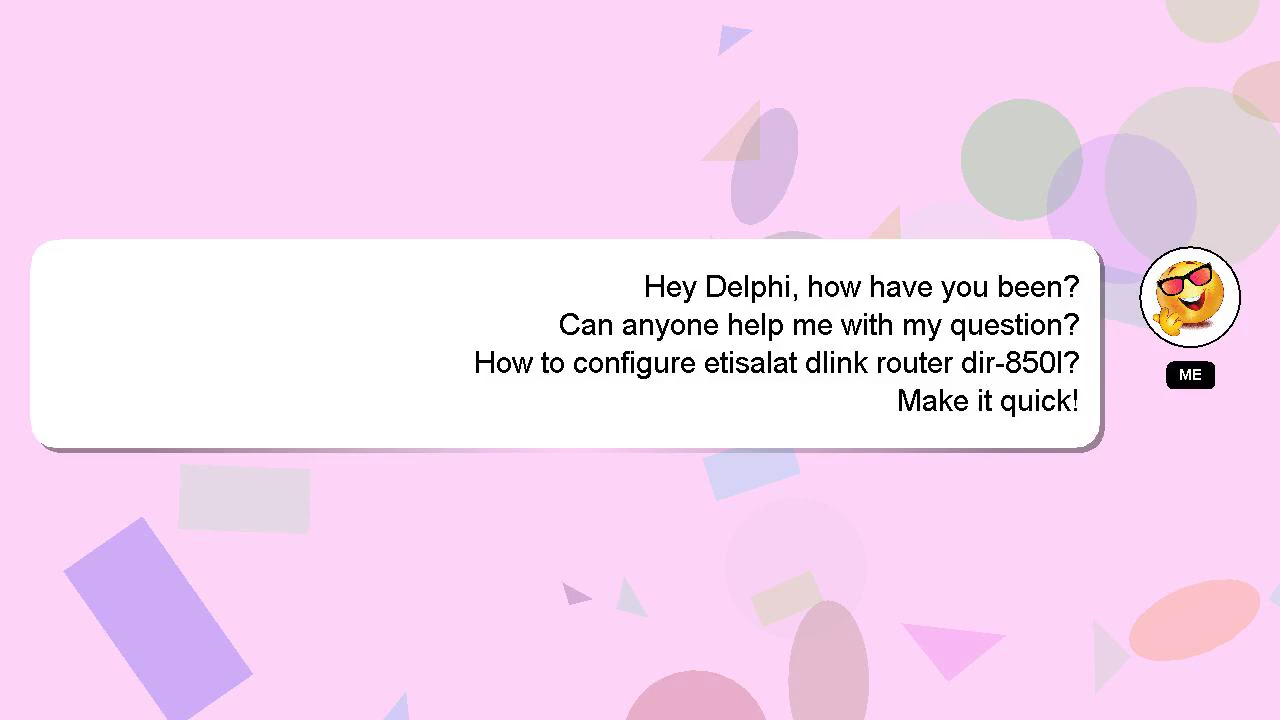 Hey Delphi, how have you been?
Can anyone help me with my question?
How to configure etisalat dlink router dir-850l?
Make it quick!
ME